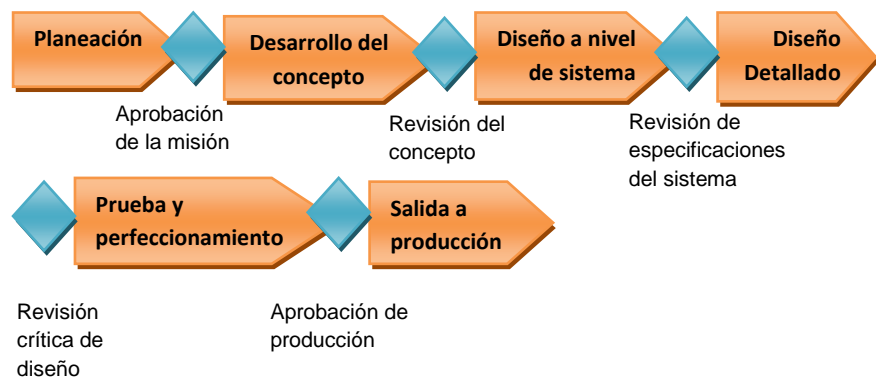 Planeación
Desarrollo del
concepto
Diseño a nivel
de sistema
Diseño
Detallado
Aprobación
de la misión
Revisión del
concepto
Revisión de
especificaciones
del sistema
Prueba y
perfeccionamiento
Salida a
producción
Revisión
crítica de
diseño
Aprobación de
producción